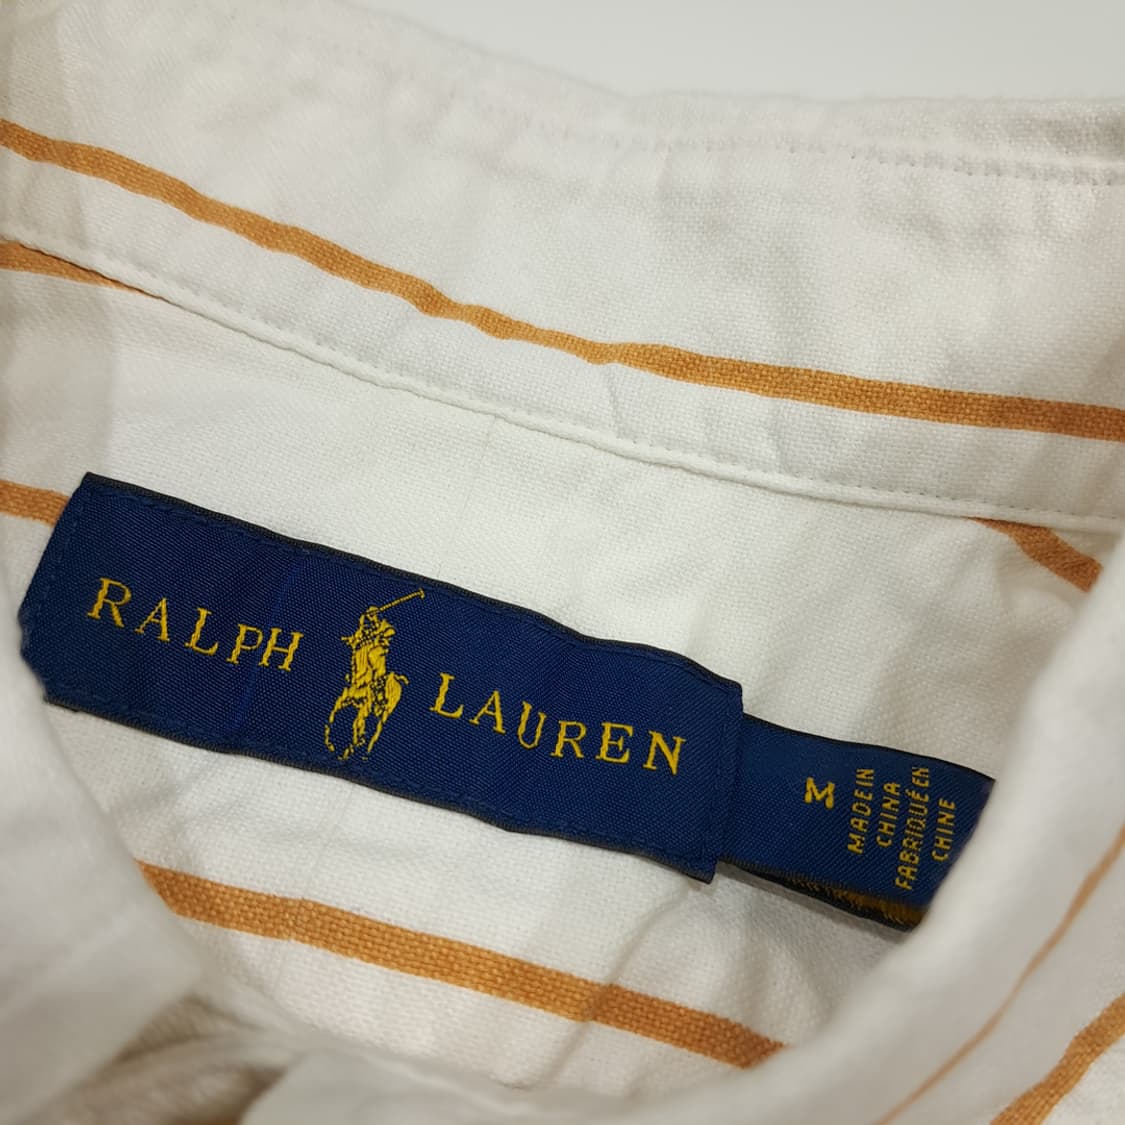 RALPH LAUREN
M
MADE IN
CHINA
FABRIQUÉ EN
CHINE